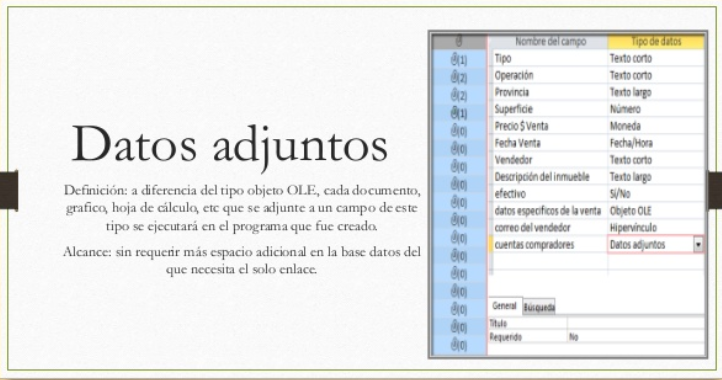 Datos adjuntos
Definición: a diferencia del tipo objeto OLE, cada documento,
grafico, hoja de cálculo, etc que se adjunte a un campo de este
tipo se ejecutará en el programa que fue creado.
Alcance: sin requerir más espacio adicional en la base datos del
que necesita el solo enlace.
Nombre del campo Tipo de datos
(1) Tipo Texto corto
(2) Operación Texto corto
(2) Provincia Texto largo
(1) Superficie Número
(0) Precio $ Venta Moneda
(0) Fecha Venta Fecha/Hora
(0) Vendedor Texto corto
(0) Descripción del inmueble Texto largo
(0) efectivo Sí/No
(0) datos especificos de la venta Objeto OLE
(0) correo del vendedor Hipervínculo
(0) cuentas compradores Datos adjuntos
(0)
(0)
(0) General Búsqueda
(0) Título
(0) Requerido No